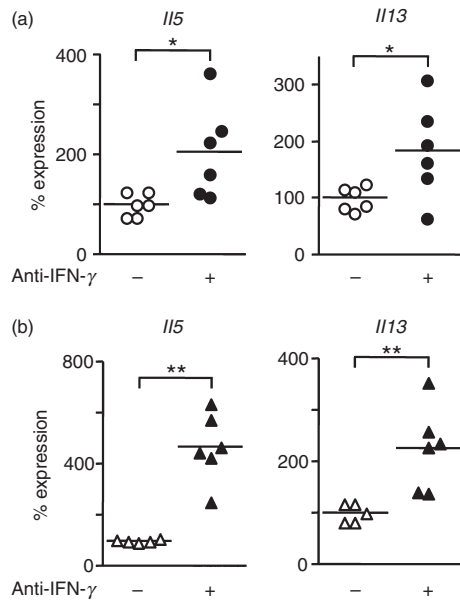 (a)
Il5
Il13
*
*
% expression
400
200
0
300
200
100
0
Anti-IFN-γ
– +
– +
(b)
Il5
Il13
**
**
% expression
800
400
0
400
200
0
Anti-IFN-γ
– +
– +